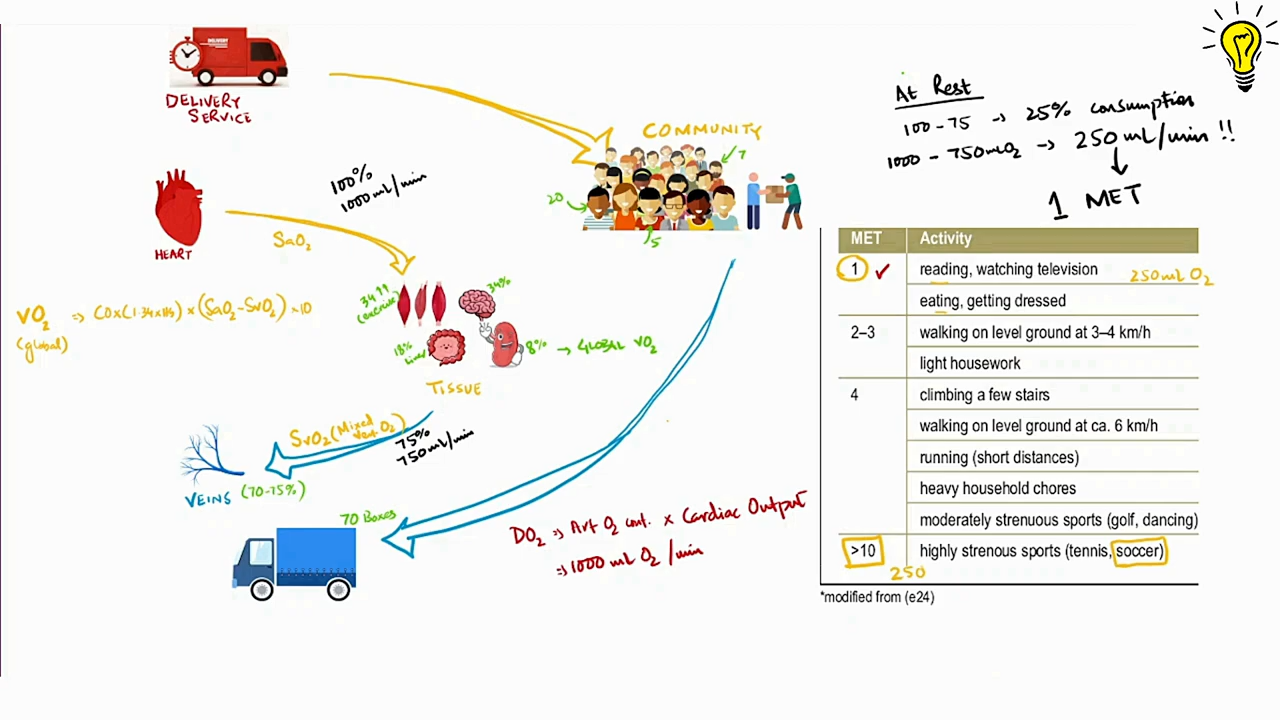 DELIVERY
DELIVERY
SERVICE
COMMUNITY
7
20
5
100%
1000 ml/min
HEART
SaO2
VO2 ⇒ COx(1.34xHb) x (SaO2-SvO2) x10
(global)
34%
(exercise)
34%
18%
Liver
8% → GLOBAL VO2
TISSUE
SvO2 (Mixed
Ven. O2)
75%
750 ml/min
VEINS (70-75%)
70 Boxes
DO2 ⇒ Art O2 cont. x Cardiac Output
⇒ 1000 mL O2 /min
At Rest
100-75 → 25% consumption
1000 - 750 mL O2 → 250 mL/min !!
↓
1 MET
MET Activity
1 ✓ reading, watching television 250 mL O2
eating, getting dressed
2–3 walking on level ground at 3–4 km/h
light housework
4 climbing a few stairs
walking on level ground at ca. 6 km/h
running (short distances)
heavy household chores
moderately strenuous sports (golf, dancing)
>10 highly strenous sports (tennis, soccer)
250
*modified from (e24)